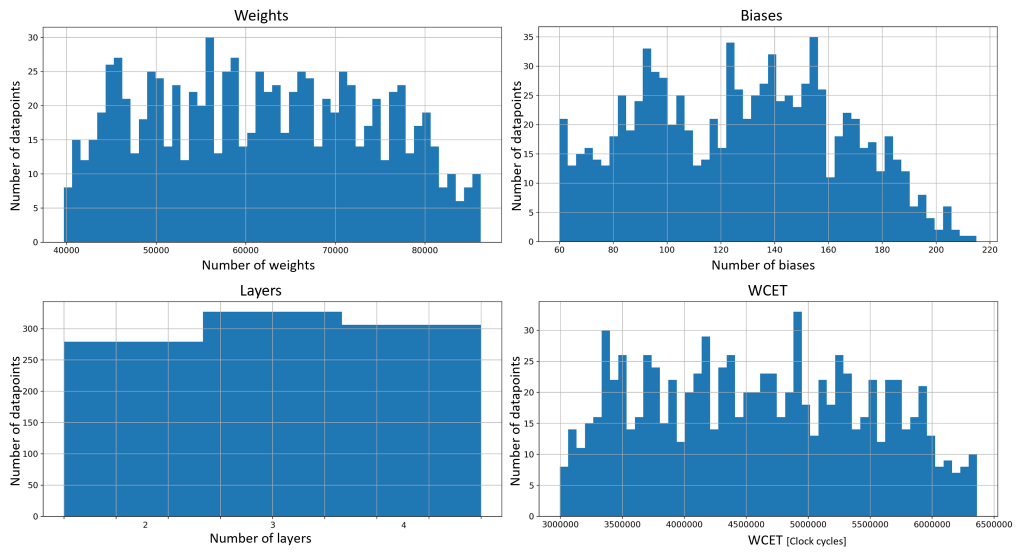 Weights
Number of datapoints
30
25
20
15
10
5
0
40000 50000 60000 70000 80000
Number of weights
Biases
Number of datapoints
35
30
25
20
15
10
5
0
60 80 100 120 140 160 180 200 220
Number of biases
Layers
Number of datapoints
300
250
200
150
100
50
0
2 3 4
Number of layers
WCET
Number of datapoints
30
25
20
15
10
5
0
3000000 3500000 4000000 4500000 5000000 5500000 6000000 6500000
WCET [Clock cycles]